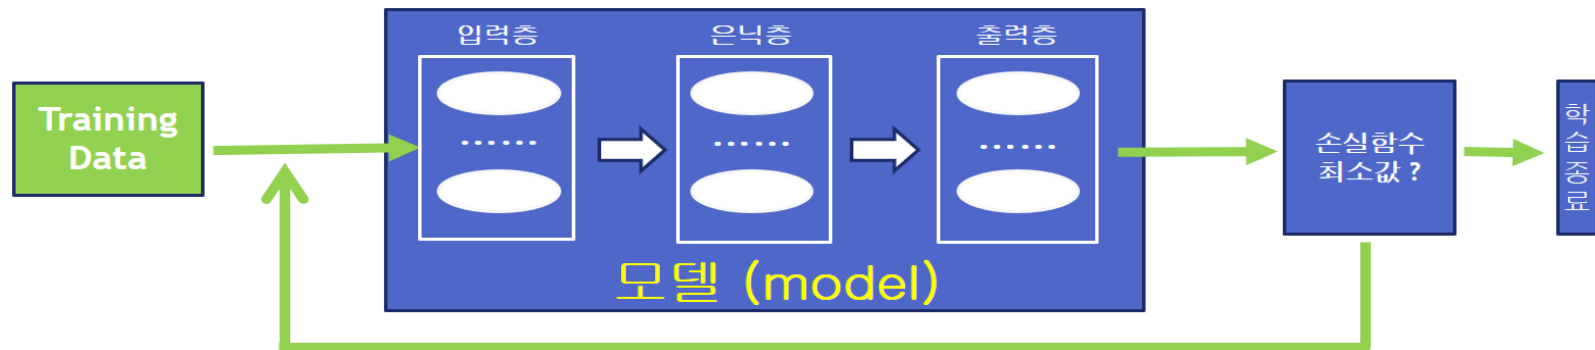 입력층
은닉층
출력층
Training
Data
......
......
......
손실함수
최소값 ?
학
습
종
료
모델 (model)